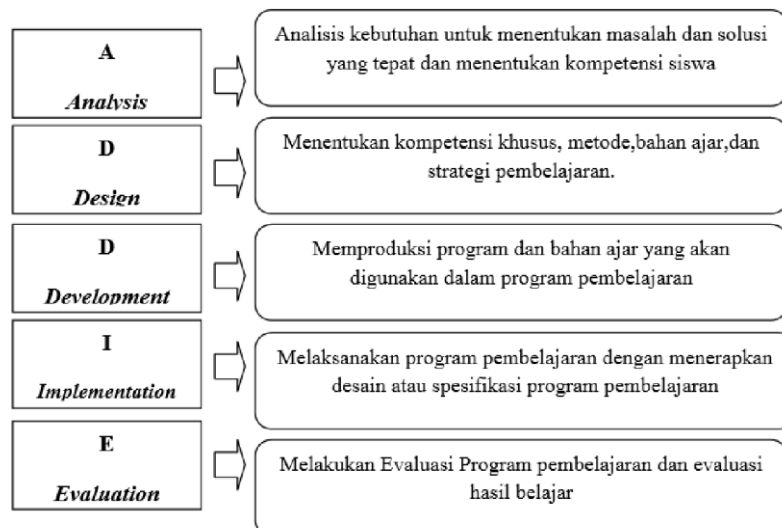 A
Analysis
Analisis kebutuhan untuk menentukan masalah dan solusi
yang tepat dan menentukan kompetensi siswa
D
Design
Menentukan kompetensi khusus, metode,bahan ajar,dan
strategi pembelajaran.
D
Development
Memproduksi program dan bahan ajar yang akan
digunakan dalam program pembelajaran
I
Implementation
Melaksanakan program pembelajaran dengan menerapkan
desain atau spesifikasi program pembelajaran
E
Evaluation
Melakukan Evaluasi Program pembelajaran dan evaluasi
hasil belajar